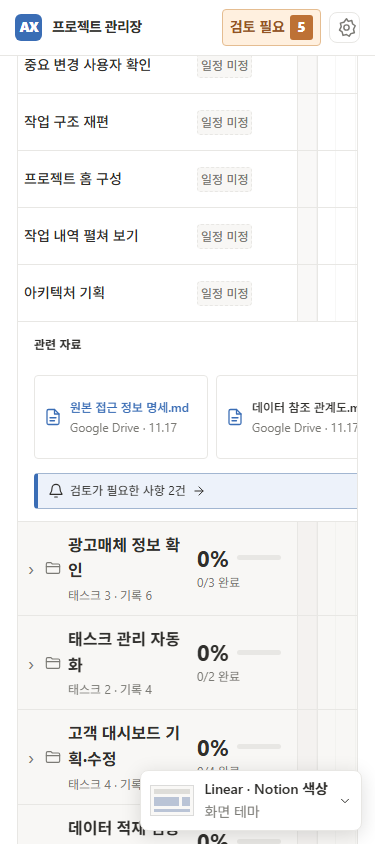 AX 프로젝트 관리장 검토 필요 5
중요 변경 사용자 확인 일정 미정
작업 구조 재편 일정 미정
프로젝트 홈 구성 일정 미정
작업 내역 펼쳐 보기 일정 미정
아키텍처 기획 일정 미정
관련 자료
원본 접근 정보 명세.md
Google Drive · 11.17
데이터 참조 관계도.m
Google Drive · 11.17
검토가 필요한 사항 2건 →
광고매체 정보 확
인
태스크 3 · 기록 6
0%
0/3 완료
태스크 관리 자동
화
태스크 2 · 기록 4
0%
0/2 완료
고객 대시보드 기
획·수정
태스크 4 · 기록
0%
Linear · Notion 색상
화면 테마
데이터 적재
0%